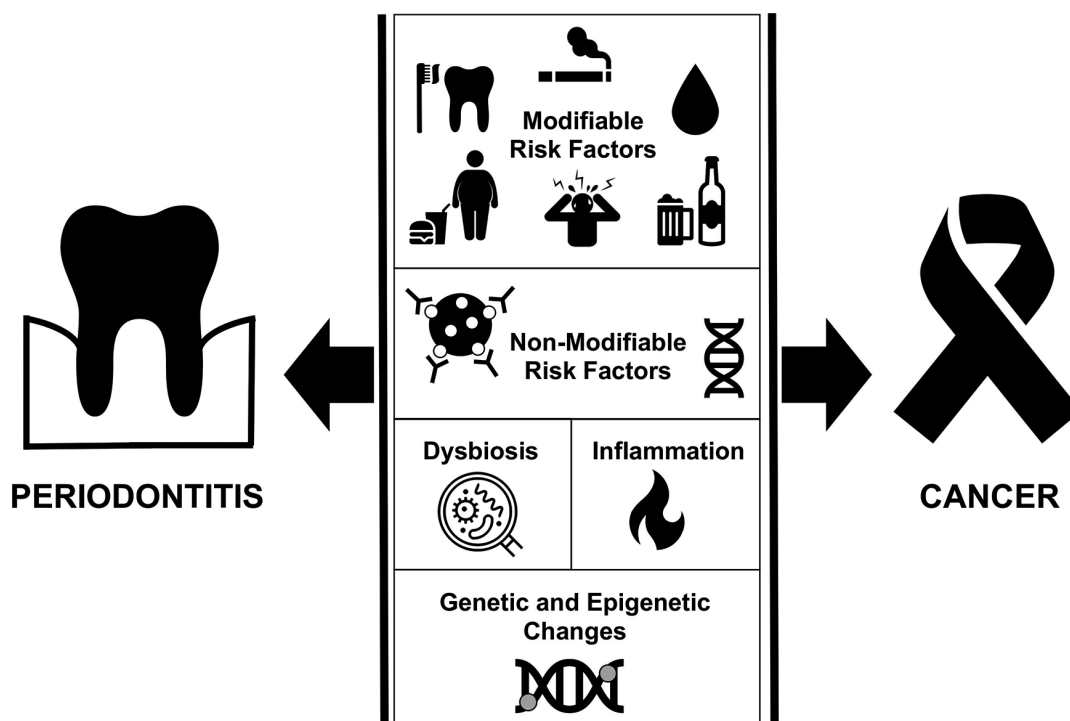 Modifiable
Risk Factors
Non-Modifiable
Risk Factors
Dysbiosis
Inflammation
PERIODONTITIS
CANCER
Genetic and Epigenetic
Changes